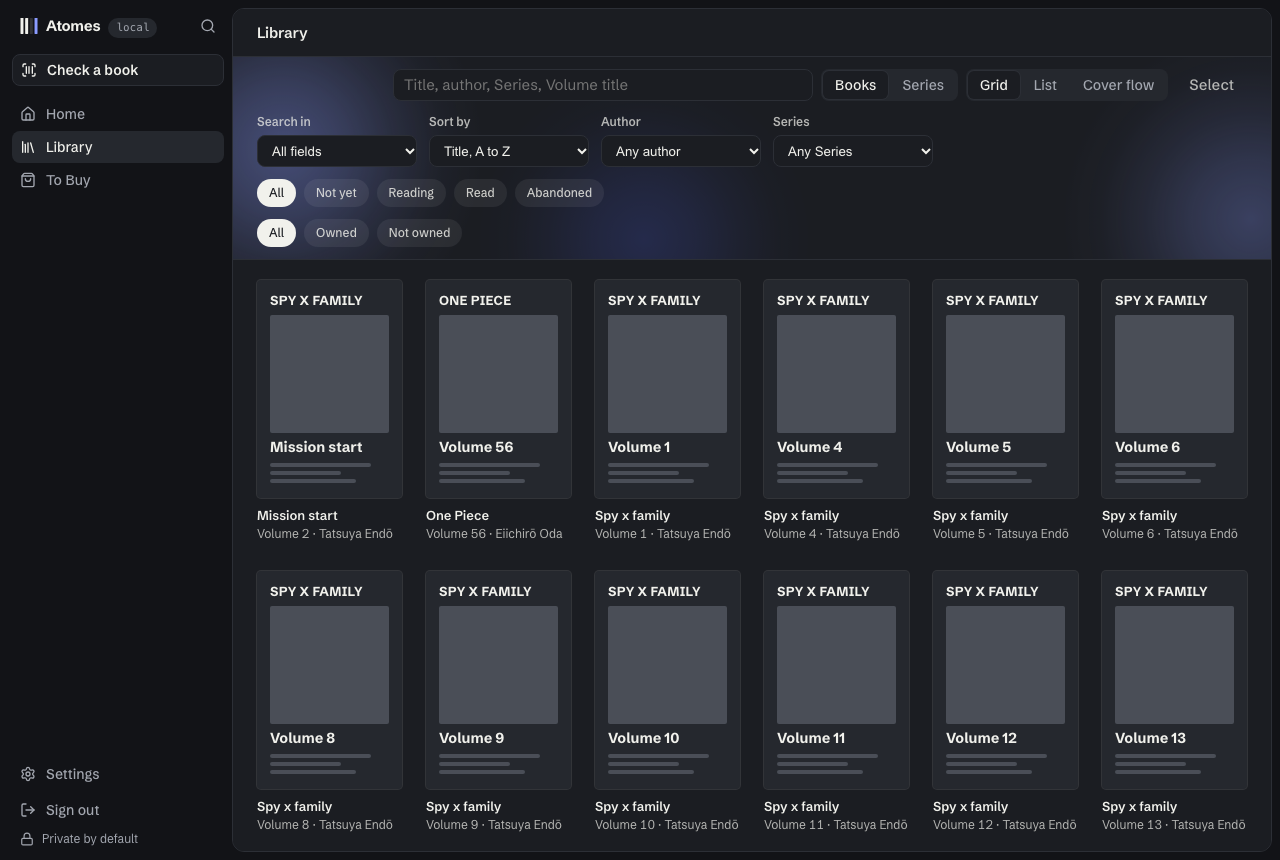 Atomes local
Check a book
Home
Library
To Buy
Settings
Sign out
Private by default
Library
Title, author, Series, Volume title
Books Series
Grid List Cover flow
Select
Search in Sort by Author Series
All fields Title, A to Z Any author Any Series
All Not yet Reading Read Abandoned
All Owned Not owned
SPY X FAMILY ONE PIECE SPY X FAMILY SPY X FAMILY SPY X FAMILY SPY X FAMILY
Mission start Volume 56 Volume 1 Volume 4 Volume 5 Volume 6
Mission start One Piece Spy x family Spy x family Spy x family Spy x family
Volume 2 · Tatsuya Endō Volume 56 · Eiichirō Oda Volume 1 · Tatsuya Endō Volume 4 · Tatsuya Endō Volume 5 · Tatsuya Endō Volume 6 · Tatsuya Endō
SPY X FAMILY SPY X FAMILY SPY X FAMILY SPY X FAMILY SPY X FAMILY SPY X FAMILY
Volume 8 Volume 9 Volume 10 Volume 11 Volume 12 Volume 13
Spy x family Spy x family Spy x family Spy x family Spy x family Spy x family
Volume 8 · Tatsuya Endō Volume 9 · Tatsuya Endō Volume 10 · Tatsuya Endō Volume 11 · Tatsuya Endō Volume 12 · Tatsuya Endō Volume 13 · Tatsuya Endō